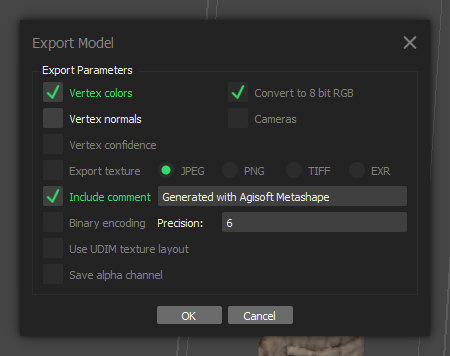 Export Model
Export Parameters
Vertex colors Convert to 8 bit RGB
Vertex normals Cameras
Vertex confidence
Export texture JPEG PNG TIFF EXR
Include comment Generated with Agisoft Metashape
Binary encoding Precision: 6
Use UDIM texture layout
Save alpha channel
OK Cancel